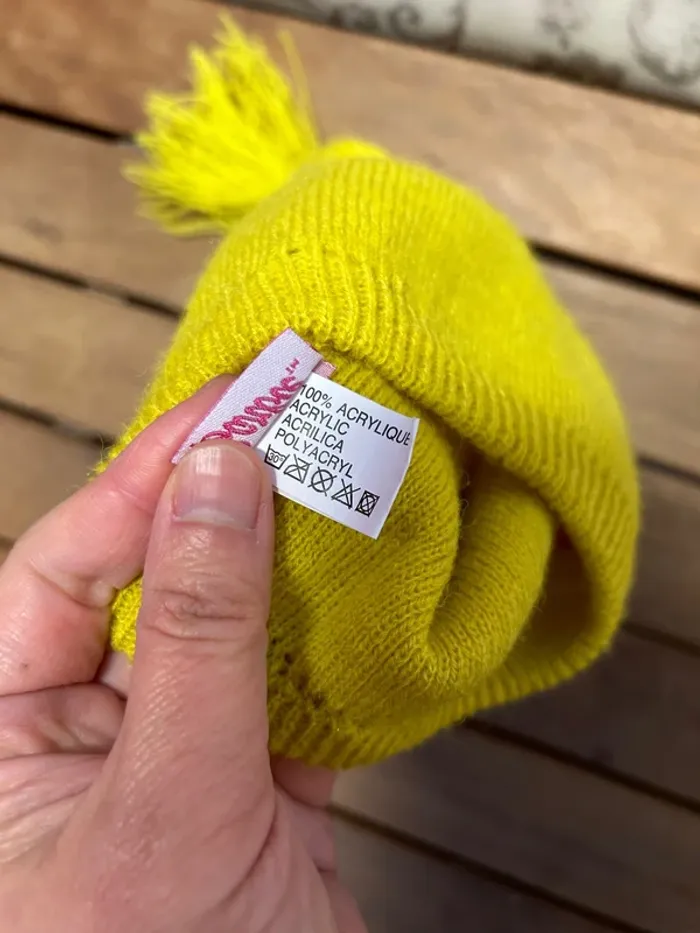 100% ACRYLIQUE
ACRYLIC
ACRILICA
POLYACRYL
30°